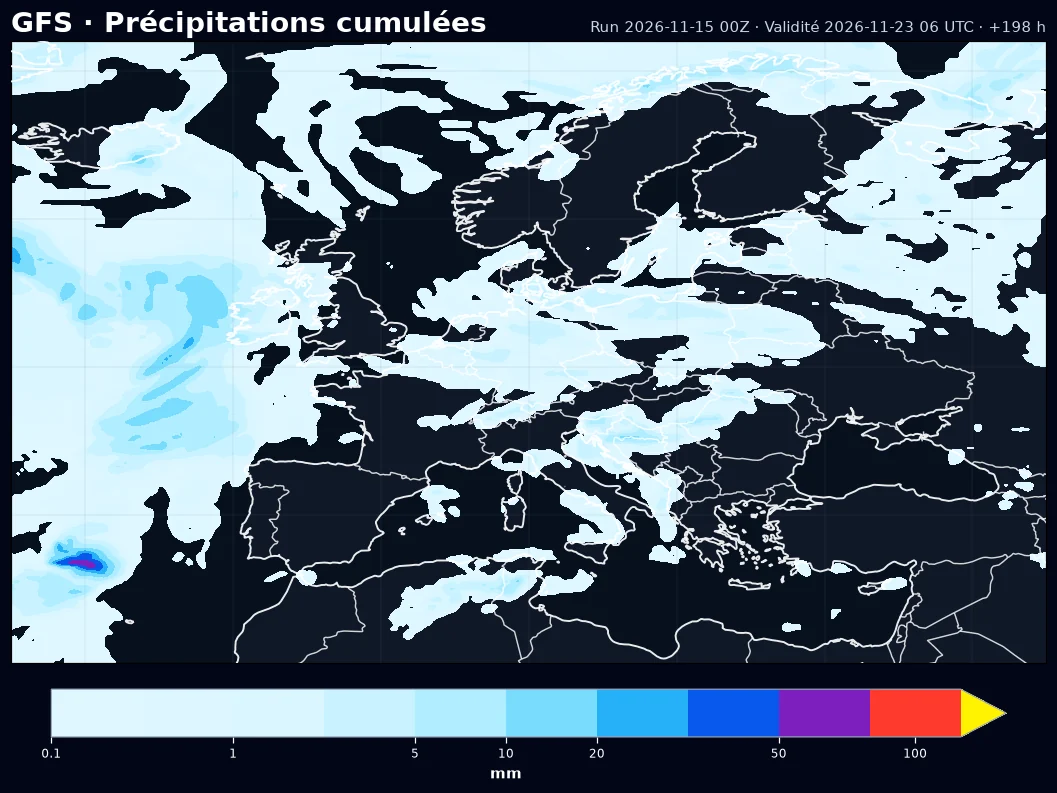 GFS · Précipitations cumulées
Run 2026-11-15 00Z · Validité 2026-11-23 06 UTC · +198 h
0.1 1 5 10 20 50 100
mm